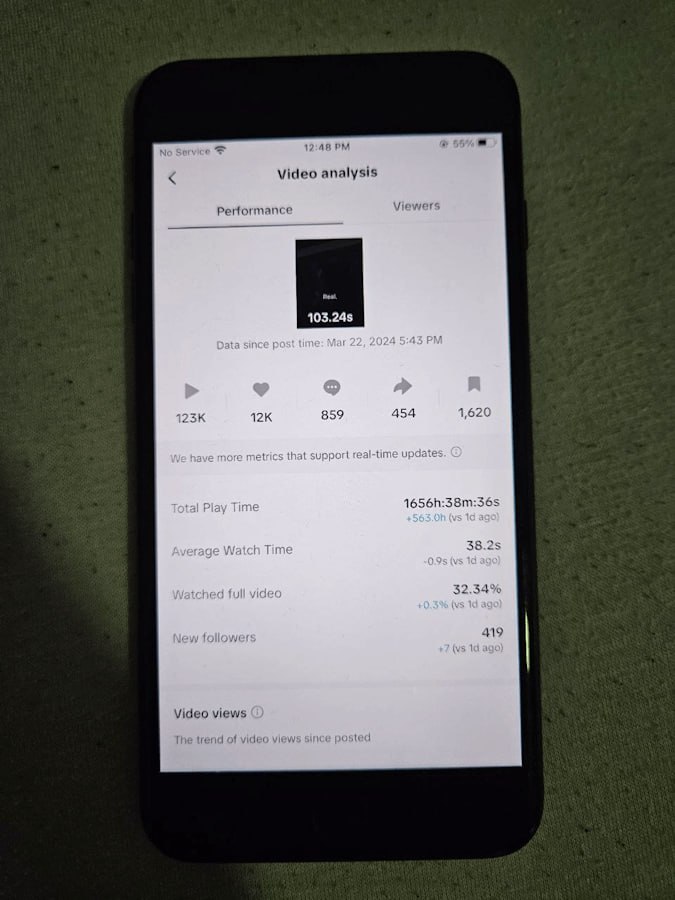 No Service 12:48 PM 55%
Video analysis
Performance Viewers
Real.
103.24s
Data since post time: Mar 22, 2024 5:43 PM
123K 12K 859 454 1,620
We have more metrics that support real-time updates.
Total Play Time 1656h:38m:36s
+563.0h (vs 1d ago)
Average Watch Time 38.2s
-0.9s (vs 1d ago)
Watched full video 32.34%
+0.3% (vs 1d ago)
New followers 419
+7 (vs 1d ago)
Video views
The trend of video views since posted